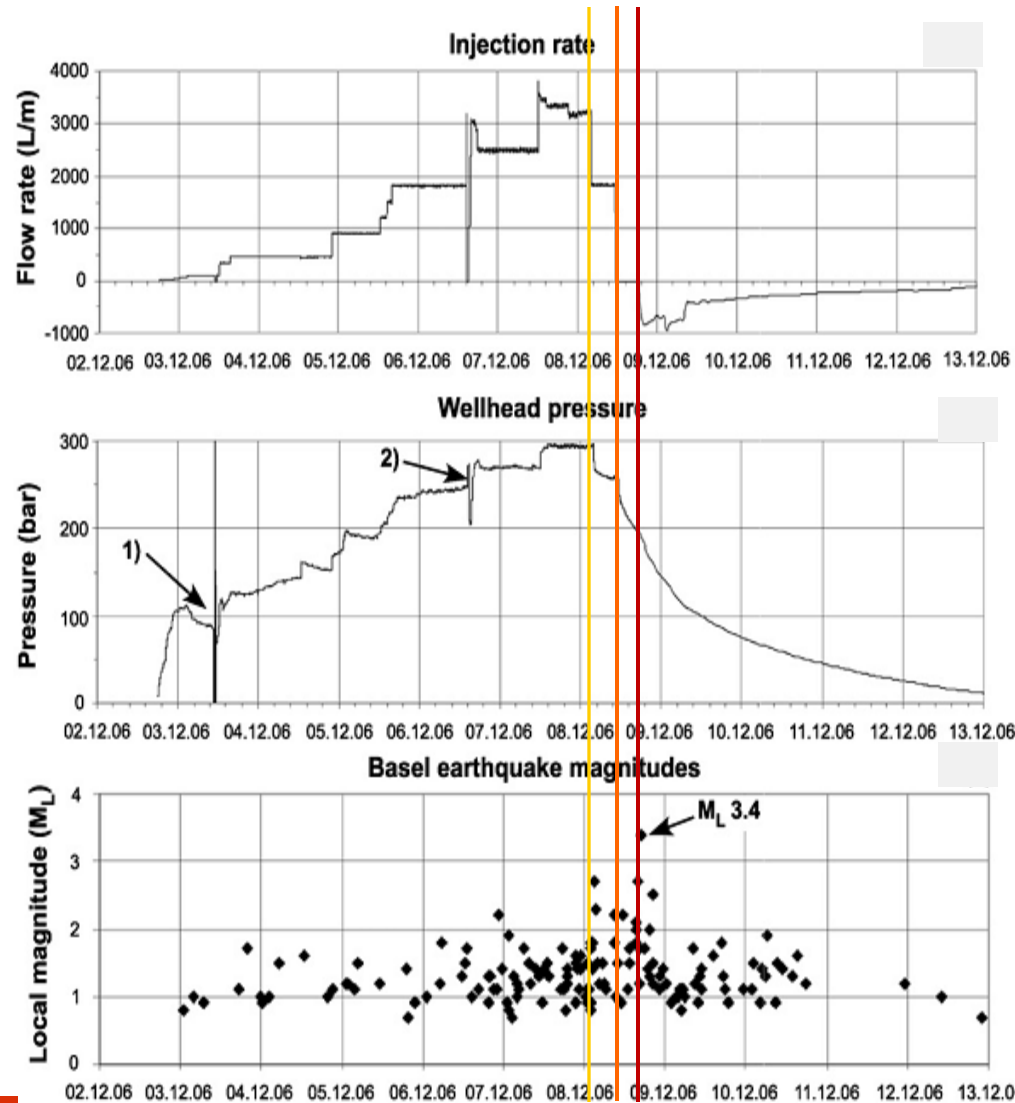 Injection rate
Flow rate (L/m)
4000
3000
2000
1000
0
-1000
02.12.06 03.12.06 04.12.06 05.12.06 06.12.06 07.12.06 08.12.06 09.12.06 10.12.06 11.12.06 12.12.06 13.12.06
Wellhead pressure
Pressure (bar)
300
200
100
0
1)
2)
02.12.06 03.12.06 04.12.06 05.12.06 06.12.06 07.12.06 08.12.06 09.12.06 10.12.06 11.12.06 12.12.06 13.12.06
Basel earthquake magnitudes
Local magnitude (M_L)
4
3
2
1
0
M_L 3.4
02.12.06 03.12.06 04.12.06 05.12.06 06.12.06 07.12.06 08.12.06 09.12.06 10.12.06 11.12.06 12.12.06 13.12.06